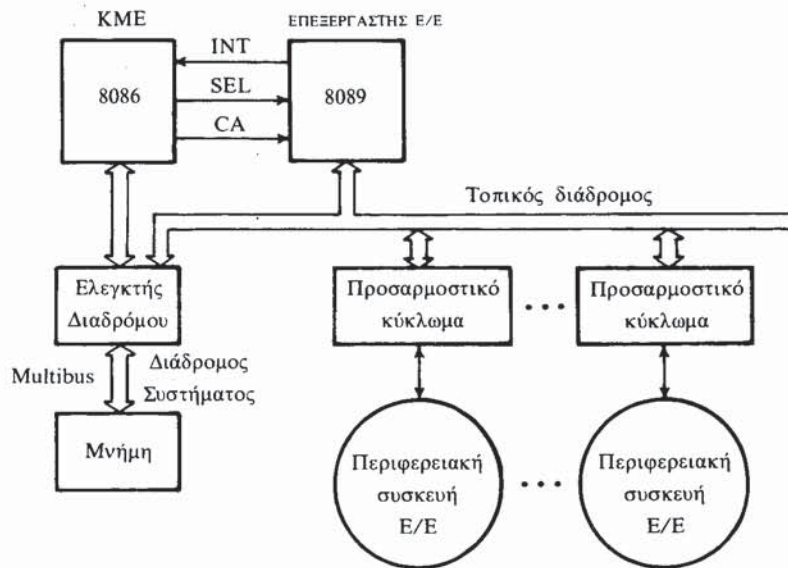 ΚΜΕ
ΕΠΕΞΕΡΓΑΣΤΗΣ Ε/Ε
INT
8086
SEL
8089
CA
Τοπικός διάδρομος
Ελεγκτής
Διαδρόμου
Προσαρμοστικό
κύκλωμα
...
Προσαρμοστικό
κύκλωμα
Multibus
Διάδρομος
Συστήματος
Μνήμη
Περιφερειακή
συσκευή
Ε/Ε
...
Περιφερειακή
συσκευή
Ε/Ε